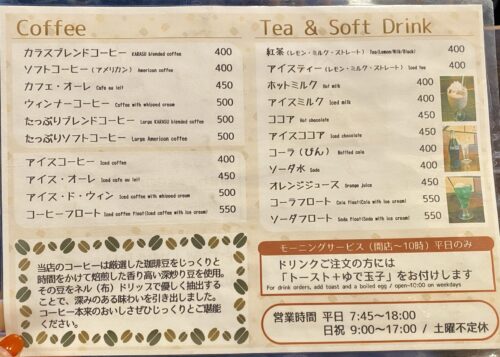 Coffee
カラスブレンドコーヒー KARASU blended coffee 400
ソフトコーヒー(アメリカン) American coffee 400
カフェ・オーレ Cafe au lait 450
ウィンナーコーヒー Coffee with whipped cream 500
たっぷりブレンドコーヒー Large KARASU blended coffee 500
たっぷりソフトコーヒー Large American coffee 500
アイスコーヒー Iced coffee 400
アイス・オーレ Iced cafe au lait 450
アイス・ド・ウィン Iced coffee with whipped cream 500
コーヒーフロート Iced coffee float(Iced coffee with ice cream) 550
当店のコーヒーは厳選した珈琲豆をじっくりと
時間をかけて焙煎した香り高い深炒り豆を使用。
その豆をネル(布)ドリップで優しく抽出する
ことで、深みのある味わいを引き出しました。
コーヒー本来のおいしさぜひじっくりとご堪能
ください。
Tea & Soft Drink
紅茶(レモン・ミルク・ストレート) Tea(Lemon/Milk/Black) 400
アイスティー(レモン・ミルク・ストレート) Iced tea 400
ホットミルク Hot milk 400
アイスミルク Iced milk 400
ココア Hot chocolate 450
アイスココア Iced chocolate 450
コーラ(びん) Bottled cola 400
ソーダ水 Soda 400
オレンジジュース Orange juice 450
コーラフロート Cola float(Cola with ice cream) 550
ソーダフロート Soda float(Soda with ice cream) 550
モーニングサービス(開店～10時)平日のみ
ドリンクご注文の方には
「トースト＋ゆで玉子」をお付けします
For drink orders, add toast and a boiled egg / open~10:00 on weekdays
営業時間 平日 7:45～18:00
日祝 9:00～17:00 / 土曜不定休